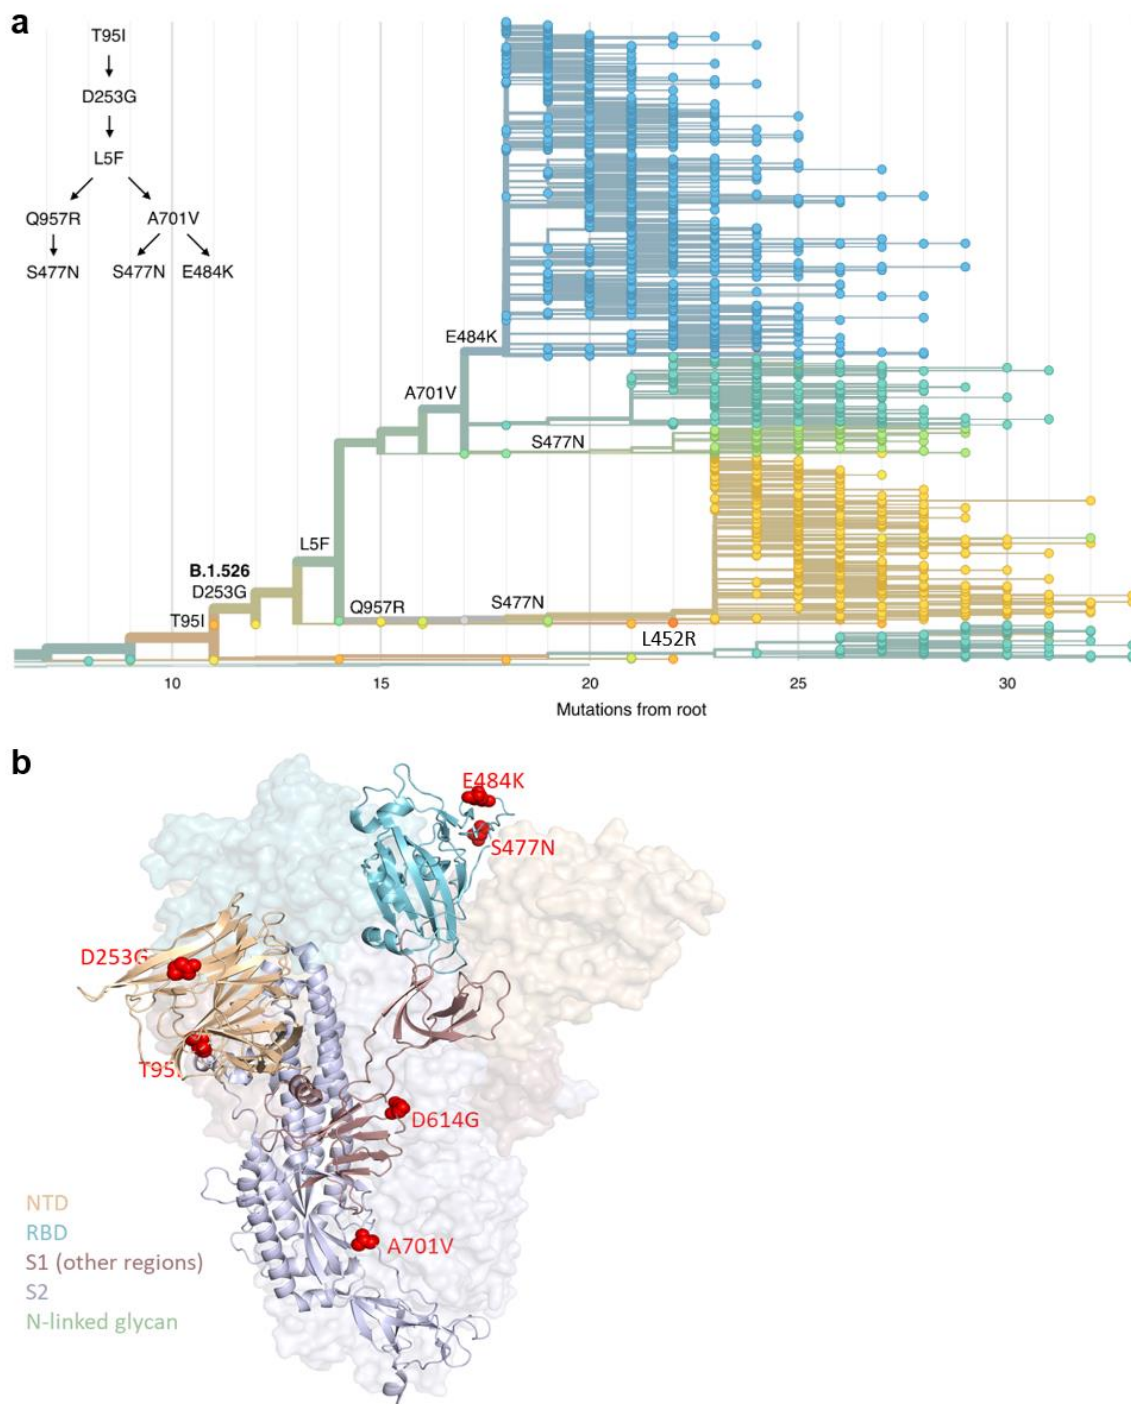 a
T95I
D253G
L5F
Q957R A701V
S477N S477N E484K
E484K
A701V
S477N
L5F
B.1.526
D253G
T95I
Q957R
S477N
L452R
10 15 20 25 30
Mutations from root
b
E484K
S477N
D253G
T95
D614G
A701V
NTD
RBD
S1 (other regions)
S2
N-linked glycan